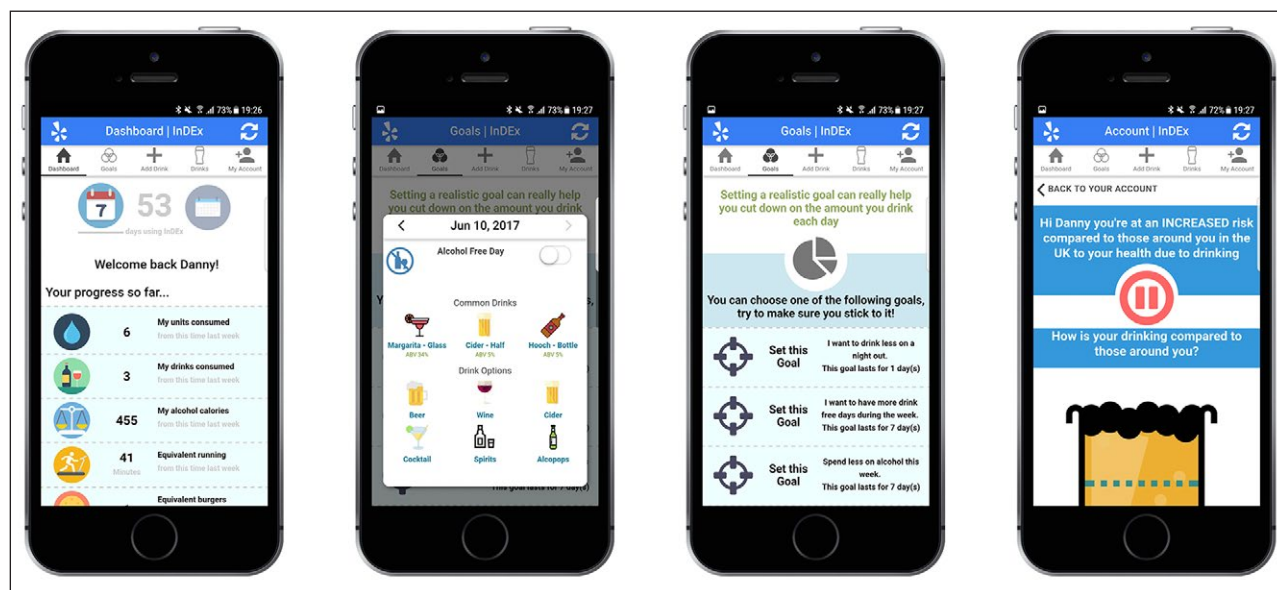 73% 19:26
Dashboard | InDEx
Dashboard
Goals
Add Drink
Drinks
My Account
7
53
days using InDEx
Welcome back Danny!
Your progress so far...
6
My units consumed
from this time last week
3
My drinks consumed
from this time last week
455
My alcohol calories
from this time last week
41
Minutes
Equivalent running
from this time last week
Equivalent burgers
73% 19:27
Goals | InDEx
Dashboard
Goals
Add Drink
Drinks
My Account
Setting a realistic goal can really help
you cut down on the amount you drink
Jun 10, 2017
Alcohol Free Day
Common Drinks
Margarita - Glass
ABV 34%
Cider - Half
ABV 5%
Hooch - Bottle
ABV 5%
Drink Options
Beer
Wine
Cider
Cocktail
Spirits
Alcopops
This goal lasts for 7 day(s)
73% 19:27
Goals | InDEx
Dashboard
Goals
Add Drink
Drinks
My Account
Setting a realistic goal can really help
you cut down on the amount you drink
each day
You can choose one of the following goals,
try to make sure you stick to it!
Set this
Goal
I want to drink less on a
night out.
This goal lasts for 1 day(s)
Set this
Goal
I want to have more drink
free days during the week.
This goal lasts for 7 day(s)
Set this
Goal
Spend less on alcohol this
week.
This goal lasts for 7 day(s)
72% 19:27
Account | InDEx
Dashboard
Goals
Add Drink
Drinks
My Account
BACK TO YOUR ACCOUNT
Hi Danny you're at an INCREASED risk
compared to those around you in the
UK to your health due to drinking
How is your drinking compared to
those around you?